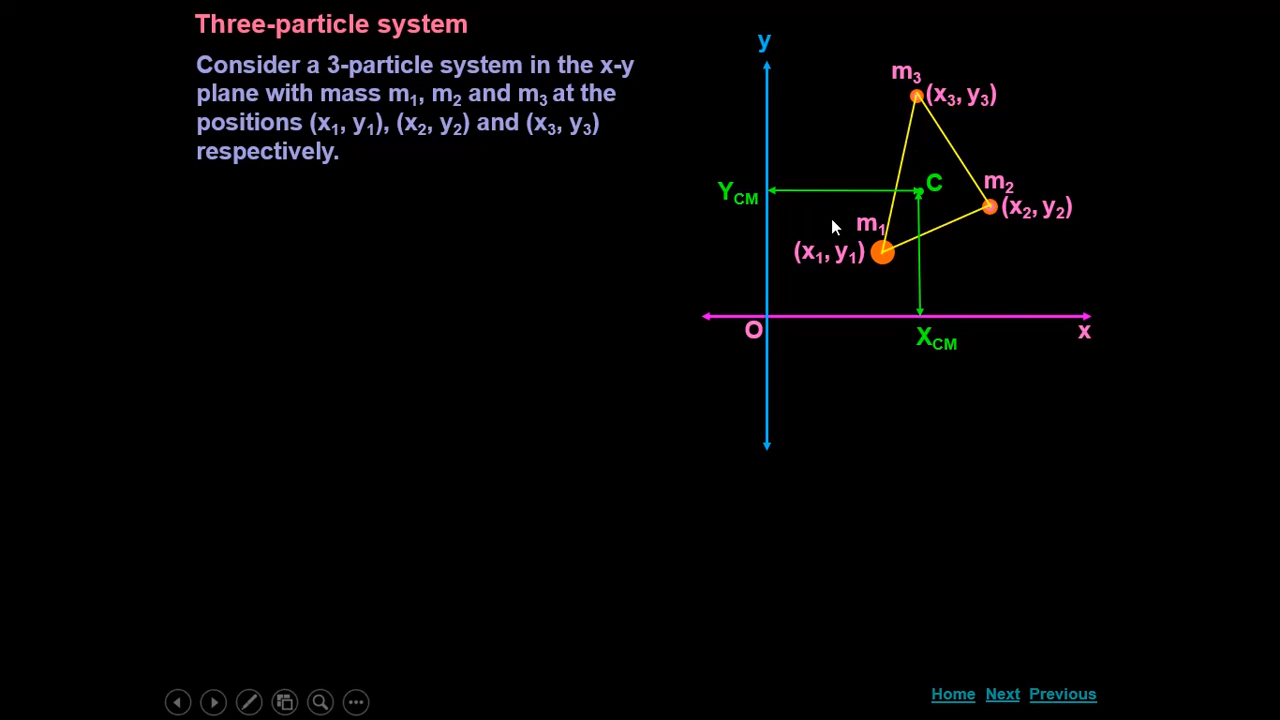 Three-particle system
Consider a 3-particle system in the x-y
plane with mass m₁, m₂ and m₃ at the
positions (x₁, y₁), (x₂, y₂) and (x₃, y₃)
respectively.
y
m₃
(x₃, y₃)
Y_CM
C
m₂
(x₂, y₂)
m₁
(x₁, y₁)
O
X_CM
x
Home Next Previous